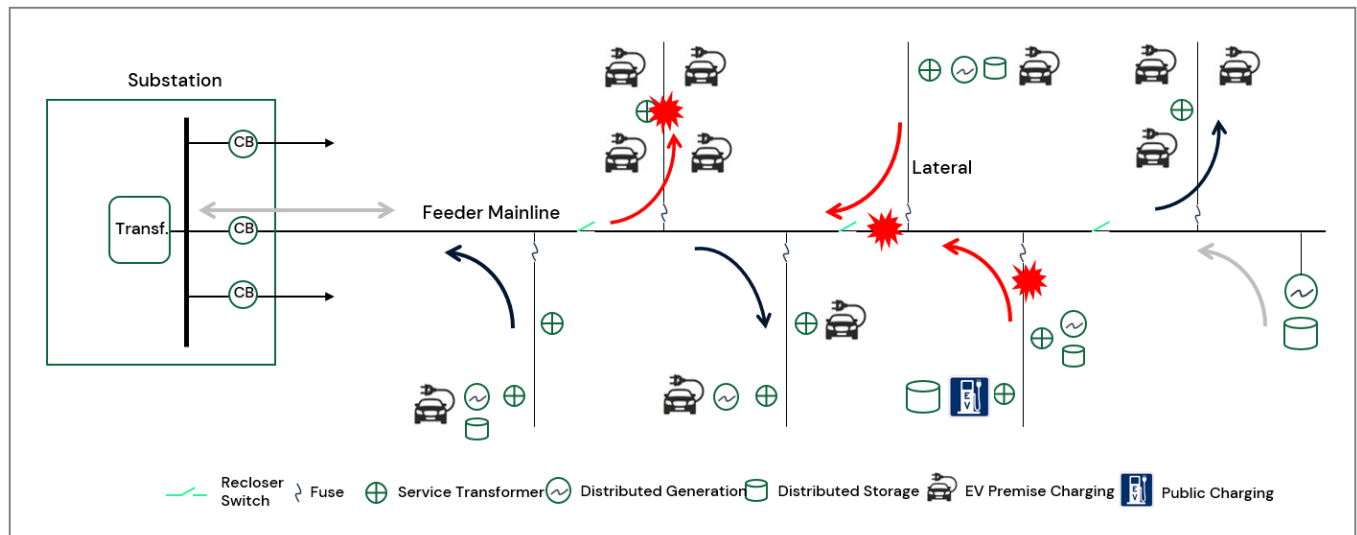 Substation
CB
Transf.
CB
CB
Feeder Mainline
Lateral
EV
Recloser
Switch
Fuse
Service Transformer
Distributed Generation
Distributed Storage
EV Premise Charging
EV
Public Charging